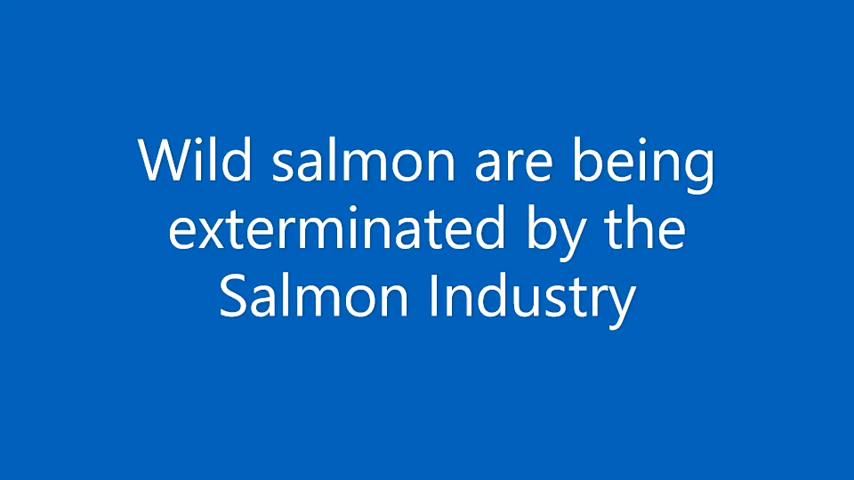 Wild salmon are being
exterminated by the
Salmon Industry